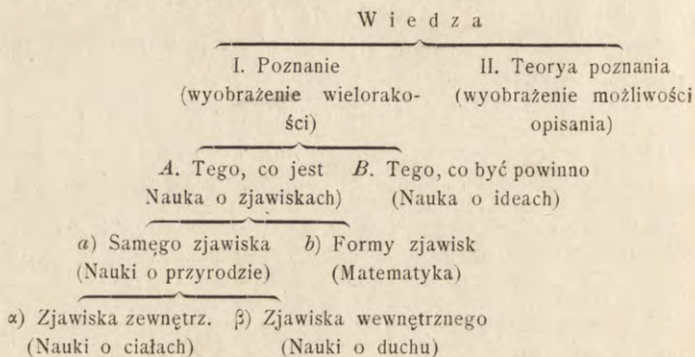 Wiedza
I. Poznanie II. Teorya poznania
(wyobrażenie wielorako- (wyobrażenie możliwości
ści) opisania)
A. Tego, co jest B. Tego, co być powinno
Nauka o zjawiskach) (Nauka o ideach)
a) Samego zjawiska b) Formy zjawisk
(Nauki o przyrodzie) (Matematyka)
α) Zjawiska zewnętrz. β) Zjawiska wewnętrznego
(Nauki o ciałach) (Nauki o duchu)